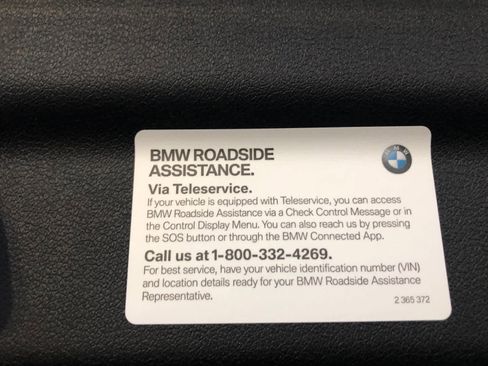 BMW ROADSIDE
ASSISTANCE.
BMW
Via Teleservice.
If your vehicle is equipped with Teleservice, you can access
BMW Roadside Assistance via a Check Control Message or in
the Control Display Menu. You can also reach us by pressing
the SOS button or through the BMW Connected App.
Call us at 1-800-332-4269.
For best service, have your vehicle identification number (VIN)
and location details ready for your BMW Roadside Assistance
Representative.
2 365 372